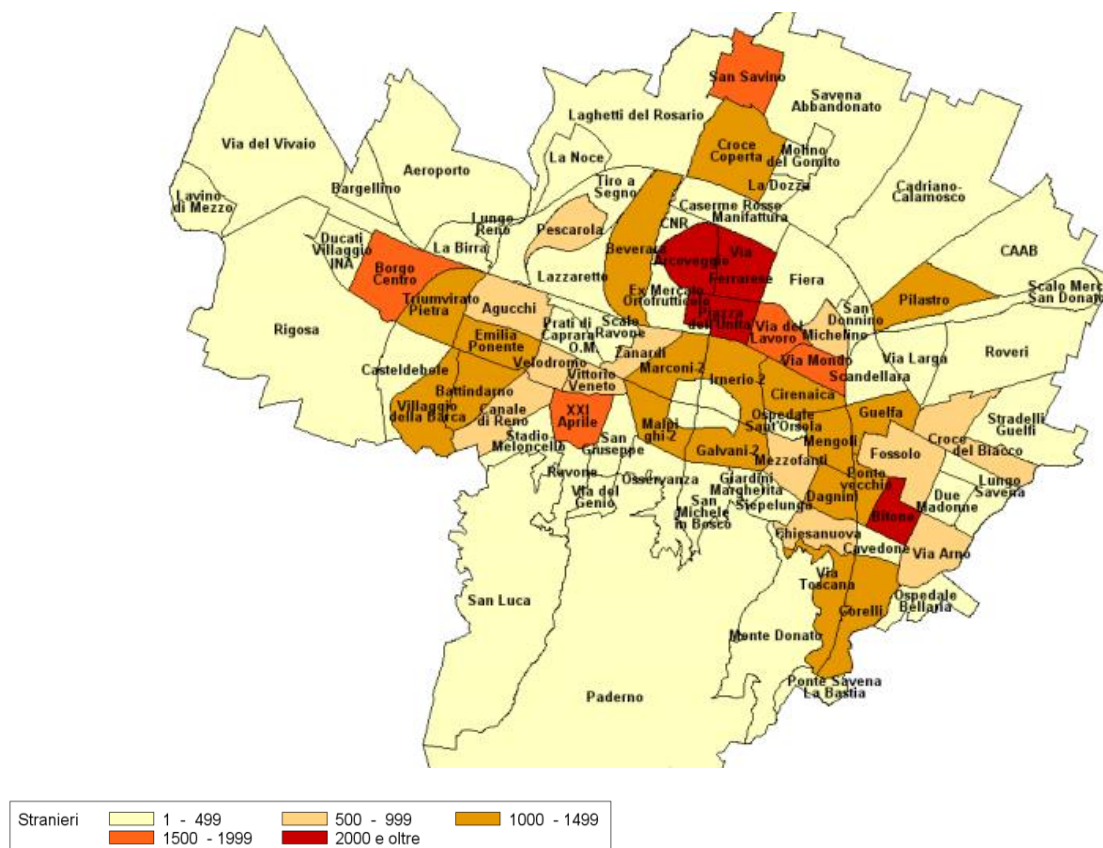 San Savino
Savena
Abbandonato
Laghetti del Rosario
Via del Vivaio
Croce
Coperta
Molino
del Gomito
La Noce
Aeroporto
Bargellino
Tiro a
Segno
La Dozza
Cadriano-
Calamosco
Lavino
di Mezzo
Caserme Rosse
Manifattura
Lungo
Reno
CNR
Pescarola
Ducati
Villaggio
INA
La Birra
Beverara
Arcoveggio
Via
Ferrarese
CAAB
Borgo
Centro
Lazzaretto
Fiera
Scalo Merci
San Donato
Triumvirato
Pietra
Ex Mercato
Ortofrutticolo
Pilastro
Agucchi
San
Donnino
Rigosa
Prati di
Caprara
O.M.
Scalo
Ravone
Piazza
dell'Unità
Via del
Lavoro
Michelino
Emilia
Ponente
Zanardi
Via Larga
Roveri
Casteldebole
Velodromo
Marconi-2
Via Mondo
Scandellara
Vittorio
Veneto
Irnerio-2
Battindarno
Cirenaica
Villaggio
della Barca
Canale
di Reno
XXI
Aprile
Malpi
ghi-2
Ospedale
Sant'Orsola
Guelfa
Stradelli
Guelfi
Stadio
Meloncello
San
Giuseppe
Galvani-2
Mengoli
Croce
del Biacco
Fossolo
Mezzofanti
Ravone
Osservanza
Giardini
Margherita
Ponte
vecchio
Lungo
Savena
Via del
Genio
Siepelunga
Dagnini
Due
Madonne
San
Michele
in Bosco
Bitone
Chiesanuova
Cavedone
Via Arno
Via
Toscana
San Luca
Ospedale
Bellaria
Corelli
Monte Donato
Ponte Savena
La Bastia
Paderno
Stranieri
1 - 499
500 - 999
1000 - 1499
1500 - 1999
2000 e oltre